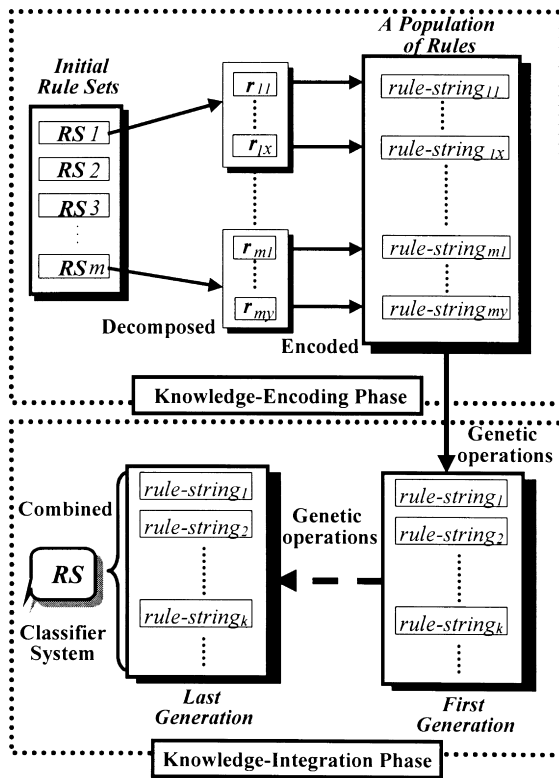 A Population
of Rules
Initial
Rule Sets
RS 1
RS 2
RS 3
RS m
r11
r1x
rm1
rmy
Decomposed
rule-string11
rule-string1x
rule-stringm1
rule-stringmy
Encoded
Knowledge-Encoding Phase
Genetic
operations
Combined
RS
Classifier
System
rule-string1
rule-string2
rule-stringk
Last
Generation
Genetic
operations
rule-string1
rule-string2
rule-stringk
First
Generation
Knowledge-Integration Phase